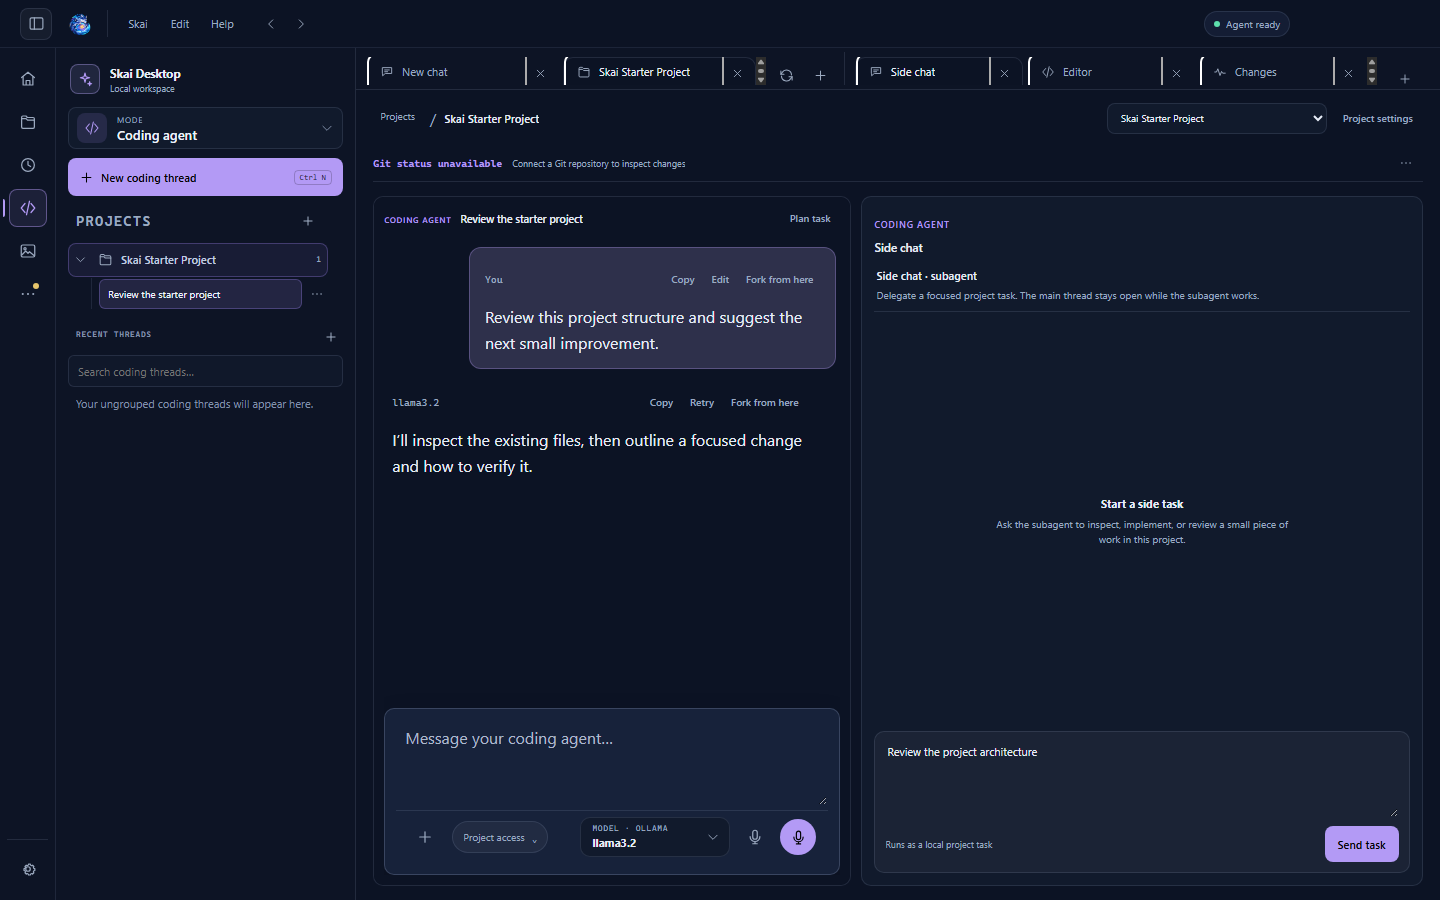 Skai
Edit
Help
Agent ready
Skai Desktop
Local workspace
MODE
Coding agent
New coding thread
Ctrl N
PROJECTS
Skai Starter Project
1
Review the starter project
RECENT THREADS
Search coding threads...
Your ungrouped coding threads will appear here.
New chat
Skai Starter Project
Side chat
Editor
Changes
Projects / Skai Starter Project
Skai Starter Project
Project settings
Git status unavailable Connect a Git repository to inspect changes
CODING AGENT Review the starter project
Plan task
You
Copy
Edit
Fork from here
Review this project structure and suggest the
next small improvement.
llama3.2
Copy
Retry
Fork from here
I'll inspect the existing files, then outline a focused change
and how to verify it.
Message your coding agent...
Project access
MODEL · OLLAMA
llama3.2
CODING AGENT
Side chat
Side chat · subagent
Delegate a focused project task. The main thread stays open while the subagent works.
Start a side task
Ask the subagent to inspect, implement, or review a small piece of
work in this project.
Review the project architecture
Runs as a local project task
Send task